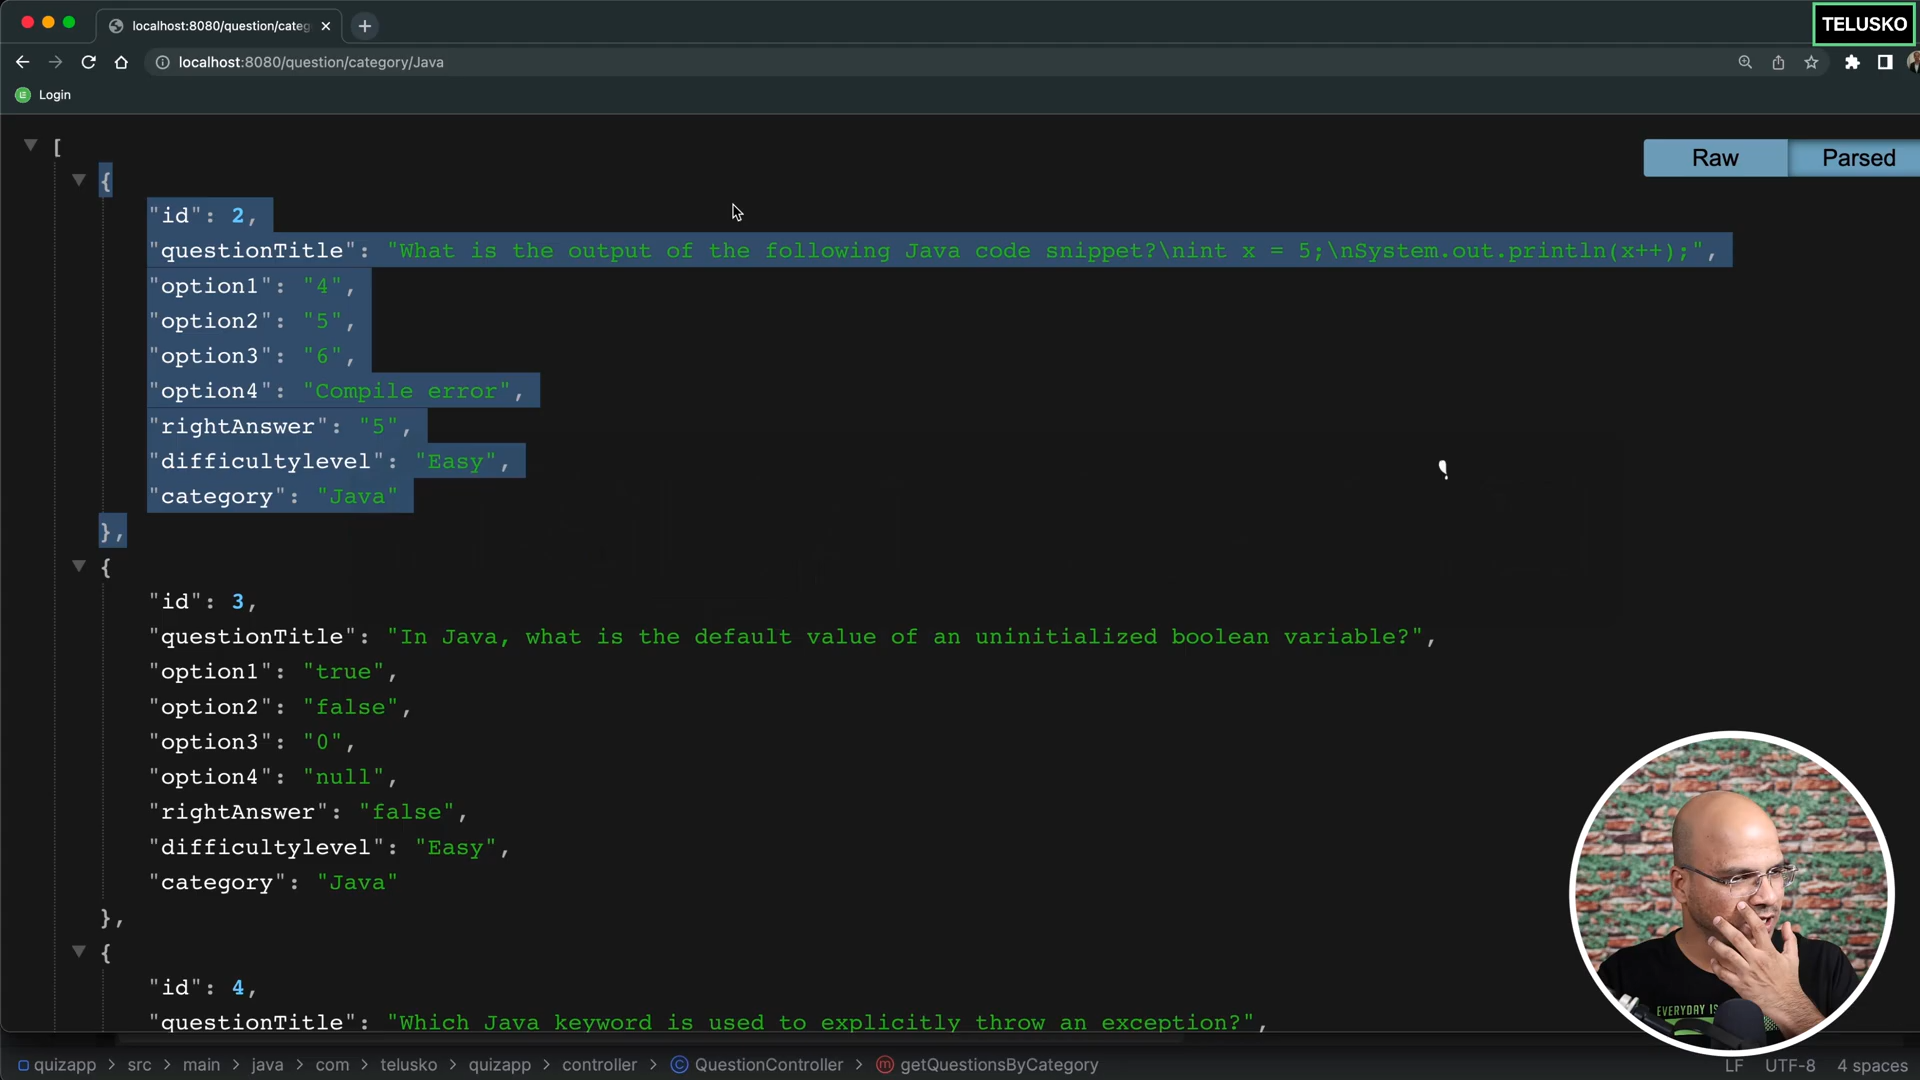 localhost:8080/question/categ
TELUSKO
localhost:8080/question/category/Java
Login
Raw Parsed
[
{
"id": 2,
"questionTitle": "What is the output of the following Java code snippet?\nint x = 5;\nSystem.out.println(x++);",
"option1": "4",
"option2": "5",
"option3": "6",
"option4": "Compile error",
"rightAnswer": "5",
"difficultylevel": "Easy",
"category": "Java"
},
{
"id": 3,
"questionTitle": "In Java, what is the default value of an uninitialized boolean variable?",
"option1": "true",
"option2": "false",
"option3": "0",
"option4": "null",
"rightAnswer": "false",
"difficultylevel": "Easy",
"category": "Java"
},
{
"id": 4,
"questionTitle": "Which Java keyword is used to explicitly throw an exception?",
EVERYDAY IS
quizapp > src > main > java > com > telusko > quizapp > controller > QuestionController > getQuestionsByCategory
LF UTF-8 4 spaces